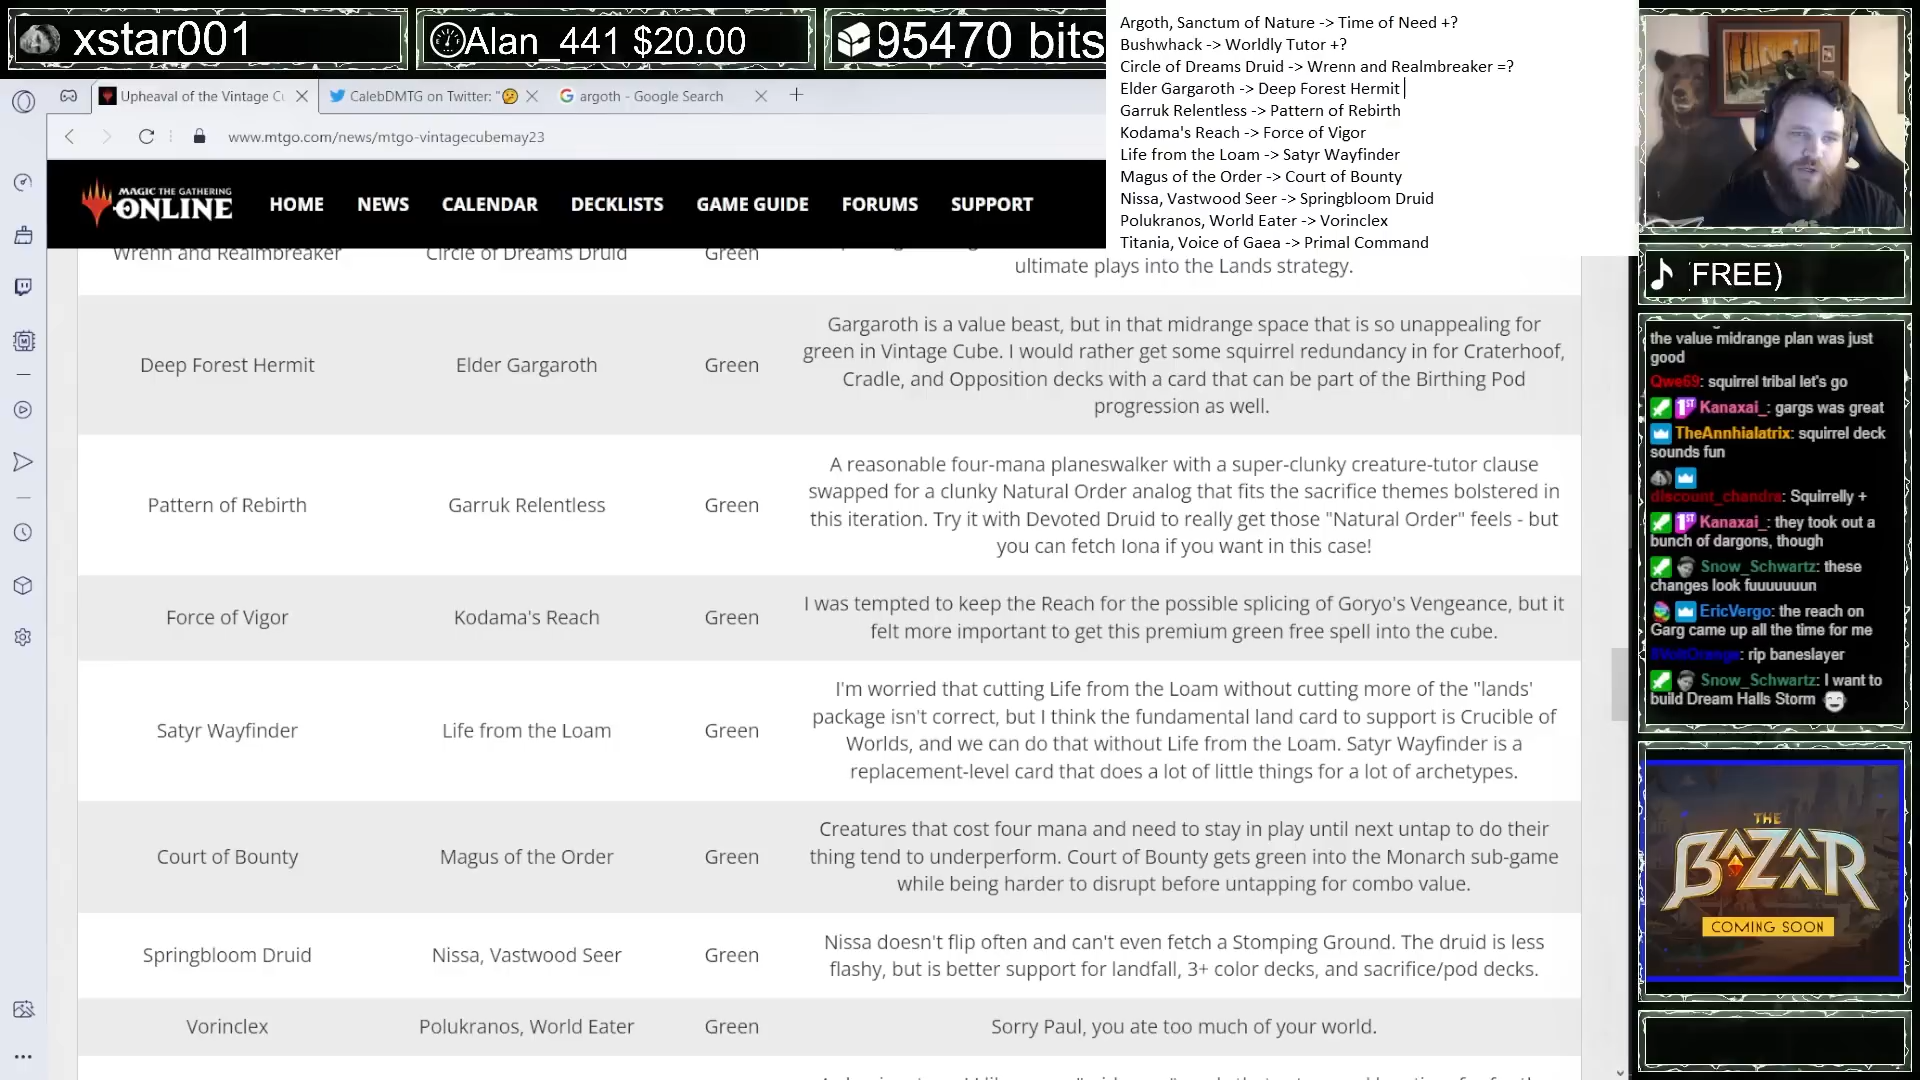 xstar001
Alan_441 $20.00
95470 bits
Argoth, Sanctum of Nature -> Time of Need +?
Bushwhack -> Worldly Tutor +?
Circle of Dreams Druid -> Wrenn and Realmbreaker =?
Elder Gargaroth -> Deep Forest Hermit
Garruk Relentless -> Pattern of Rebirth
Kodama's Reach -> Force of Vigor
Life from the Loam -> Satyr Wayfinder
Magus of the Order -> Court of Bounty
Nissa, Vastwood Seer -> Springbloom Druid
Polukranos, World Eater -> Vorinclex
Titania, Voice of Gaea -> Primal Command
Upheaval of the Vintage Cu
CalebDMTG on Twitter: "
argoth - Google Search
www.mtgo.com/news/mtgo-vintagecubemay23
MAGIC THE GATHERING
ONLINE
HOME NEWS CALENDAR DECKLISTS GAME GUIDE FORUMS SUPPORT
Wrenn and Realmbreaker Circle of Dreams Druid Green
ultimate plays into the Lands strategy.
Deep Forest Hermit Elder Gargaroth Green
Gargaroth is a value beast, but in that midrange space that is so unappealing for
green in Vintage Cube. I would rather get some squirrel redundancy in for Craterhoof,
Cradle, and Opposition decks with a card that can be part of the Birthing Pod
progression as well.
Pattern of Rebirth Garruk Relentless Green
A reasonable four-mana planeswalker with a super-clunky creature-tutor clause
swapped for a clunky Natural Order analog that fits the sacrifice themes bolstered in
this iteration. Try it with Devoted Druid to really get those "Natural Order" feels - but
you can fetch Iona if you want in this case!
Force of Vigor Kodama's Reach Green
I was tempted to keep the Reach for the possible splicing of Goryo's Vengeance, but it
felt more important to get this premium green free spell into the cube.
Satyr Wayfinder Life from the Loam Green
I'm worried that cutting Life from the Loam without cutting more of the "lands'
package isn't correct, but I think the fundamental land card to support is Crucible of
Worlds, and we can do that without Life from the Loam. Satyr Wayfinder is a
replacement-level card that does a lot of little things for a lot of archetypes.
Court of Bounty Magus of the Order Green
Creatures that cost four mana and need to stay in play until next untap to do their
thing tend to underperform. Court of Bounty gets green into the Monarch sub-game
while being harder to disrupt before untapping for combo value.
Springbloom Druid Nissa, Vastwood Seer Green
Nissa doesn't flip often and can't even fetch a Stomping Ground. The druid is less
flashy, but is better support for landfall, 3+ color decks, and sacrifice/pod decks.
Vorinclex Polukranos, World Eater Green
Sorry Paul, you ate too much of your world.
FREE)
the value midrange plan was just
good
Qwe69: squirrel tribal let's go
Kanaxai_: gargs was great
TheAnnhialatrix: squirrel deck
sounds fun
discount_chandra: Squirrelly +
Kanaxai_: they took out a
bunch of dargons, though
Snow_Schwartz: these
changes look fuuuuuuun
EricVergo: the reach on
Garg came up all the time for me
rip baneslayer
Snow_Schwartz: I want to
build Dream Halls Storm
THE
BAZAAR
COMING SOON